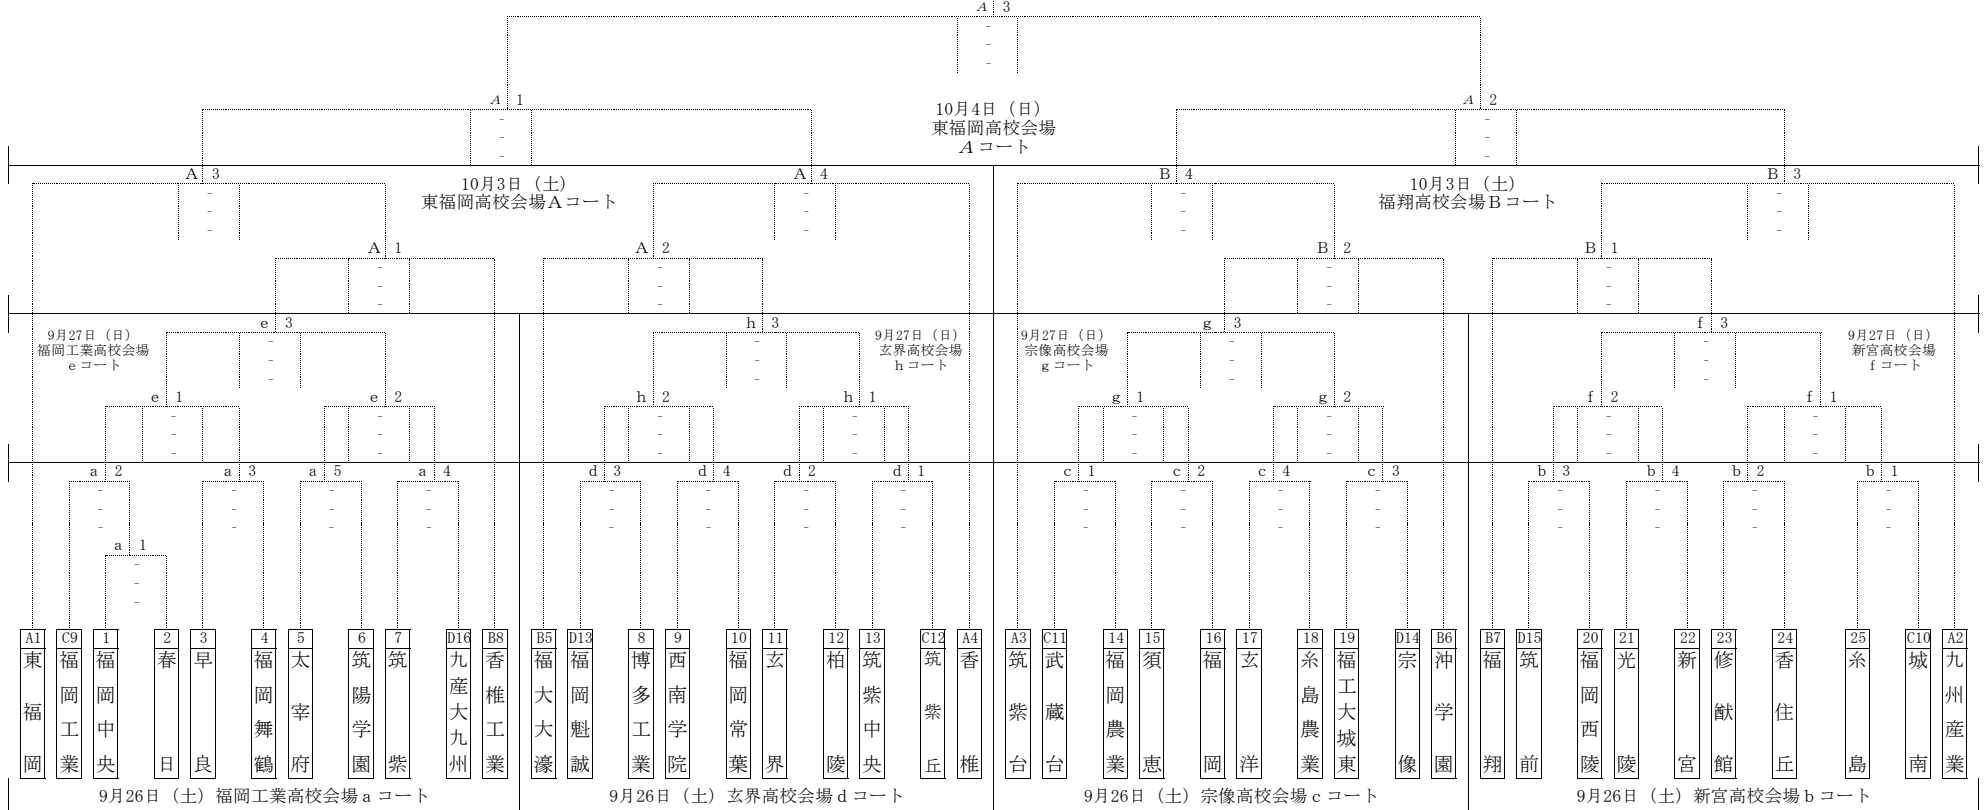 A 3
A 1
A 2
10月4日（日）
東福岡高校会場
Aコート
A 3
A 4
B 4
B 3
10月3日（土）
東福岡高校会場Aコート
10月3日（土）
福翔高校会場Bコート
A 1
A 2
B 2
B 1
e 3
h 3
g 3
f 3
9月27日（日）
福岡工業高校会場
eコート
9月27日（日）
玄界高校会場
hコート
9月27日（日）
宗像高校会場
gコート
9月27日（日）
新宮高校会場
fコート
e 1
e 2
h 2
h 1
g 1
g 2
f 2
f 1
a 2
a 3
a 5
a 4
d 3
d 4
d 2
d 1
c 1
c 2
c 4
c 3
b 3
b 4
b 2
b 1
a 1
A1 東福岡
C9 福岡工業
1 福岡中央
2 春日
3 早良
4 福岡舞鶴
5 太宰府
6 筑陽学園
7 筑紫
D16 九産大九州
B8 香椎工業
B5 福大大濠
D13 福岡魁誠
8 博多工業
9 西南学院
10 福岡常葉
11 玄界
12 柏陵
13 筑紫中央
C12 筑紫丘
A4 香椎
A3 筑紫台
C11 武蔵台
14 福岡農業
15 須恵
16 福岡
17 玄洋
18 糸島農業
19 福工大城東
D14 宗像
B6 沖学園
B7 福翔
D15 筑前
20 福岡西陵
21 光陵
22 新宮
23 修猷館
24 香住丘
25 糸島
C10 城南
A2 九州産業
9月26日（土）福岡工業高校会場aコート
9月26日（土）玄界高校会場dコート
9月26日（土）宗像高校会場cコート
9月26日（土）新宮高校会場bコート